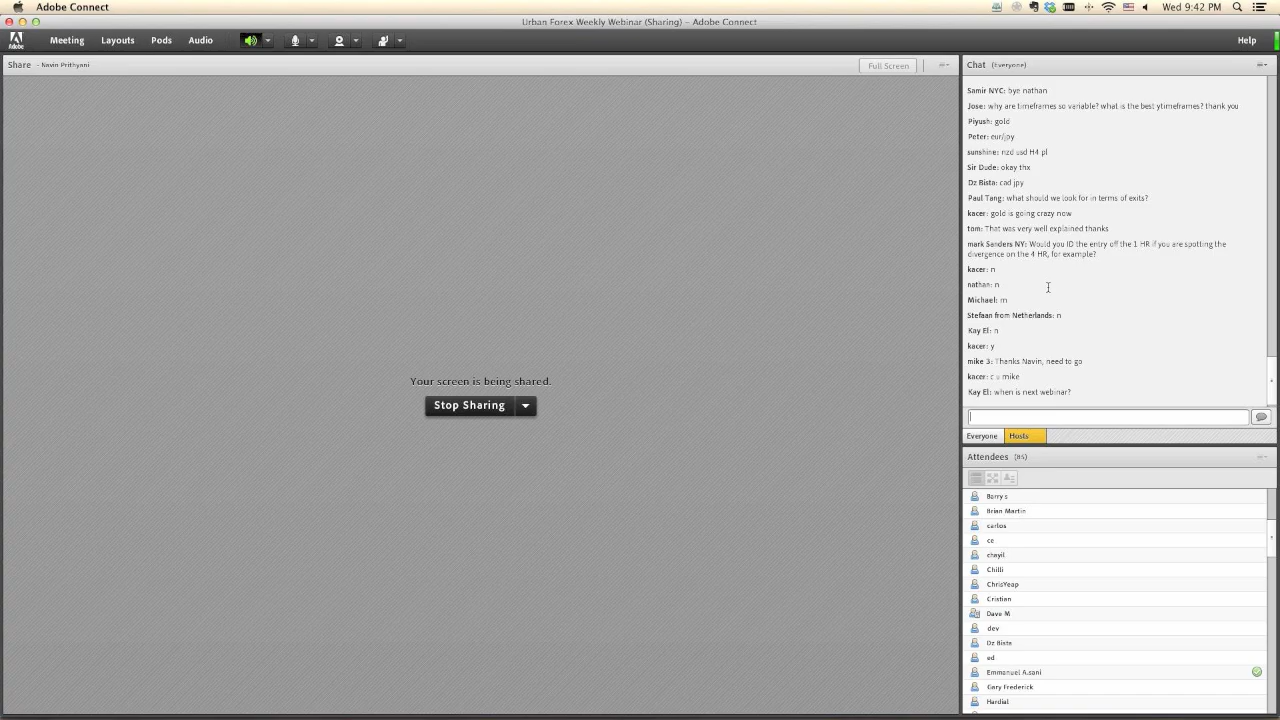 Adobe Connect
Wed 9:42 PM
Urban Forex Weekly Webinar (Sharing) – Adobe Connect
Adobe
Meeting
Layouts
Pods
Audio
Help
Share - Navin Prithyani
Full Screen
Your screen is being shared.
Stop Sharing
Chat (Everyone)
Samir NYC: bye nathan
Jose: why are timeframes so variable? what is the best ytimeframes? thank you
Piyush: gold
Peter: eur/jpy
sunshine: nzd usd H4 pl
Sir Dude: okay thx
Dz Bista: cad jpy
Paul Tang: what should we look for in terms of exits?
kacer: gold is going crazy now
tom: That was very well explained thanks
mark Sanders NY: Would you ID the entry off the 1 HR if you are spotting the
divergence on the 4 HR, for example?
kacer: n
nathan: n
Michael: m
Stefaan from Netherlands: n
Kay El: n
kacer: y
mike 3: Thanks Navin, need to go
kacer: c u mike
Kay El: when is next webinar?
Everyone
Hosts
Attendees (85)
Barry s
Brian Martin
carlos
ce
chayil
Chilli
ChrisYeap
Cristian
Dave M
dev
Dz Bista
ed
Emmanuel A.sani
Gary Frederick
Hardial